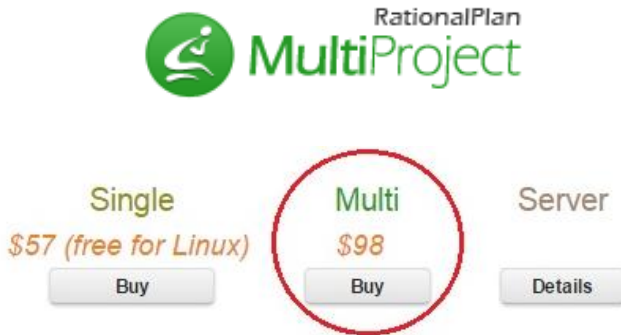 RationalPlan
MultiProject
Single Multi Server
$57 (free for Linux) $98
Buy Buy Details